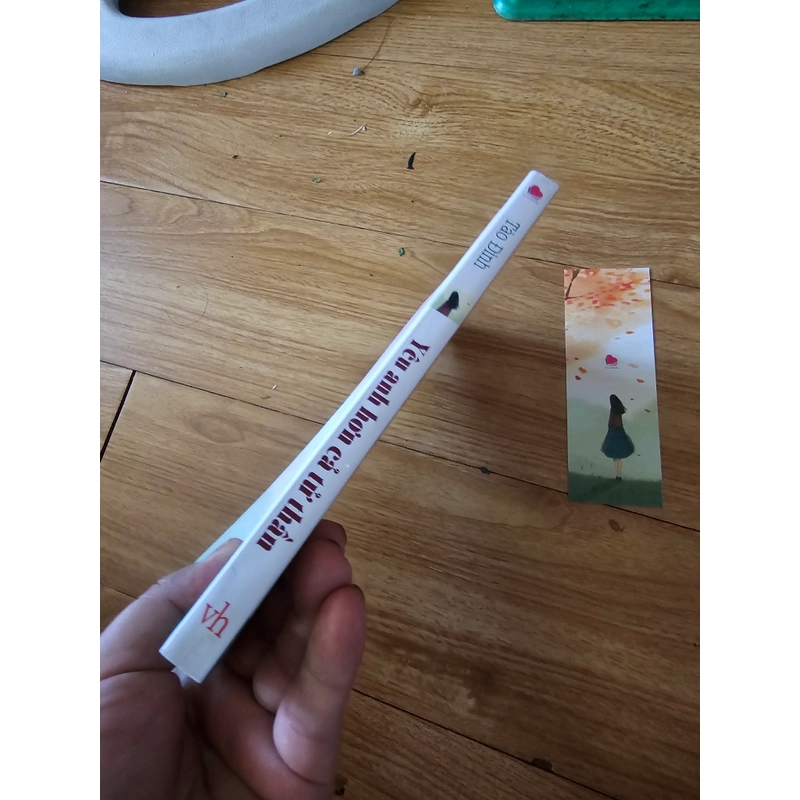 Tào Đình
Yêu anh hơn cả tử thần
vh